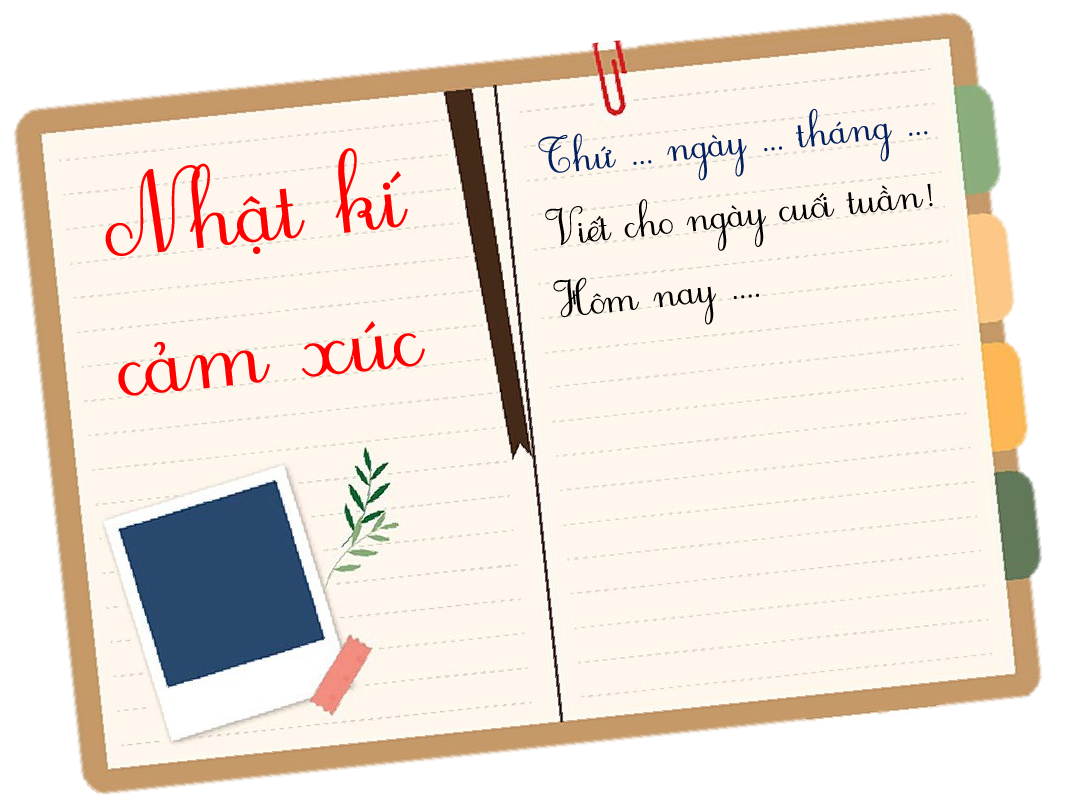 Nhật kí
cảm xúc
Thứ ... ngày ... tháng ...
Viết cho ngày cuối tuần!
Hôm nay ....